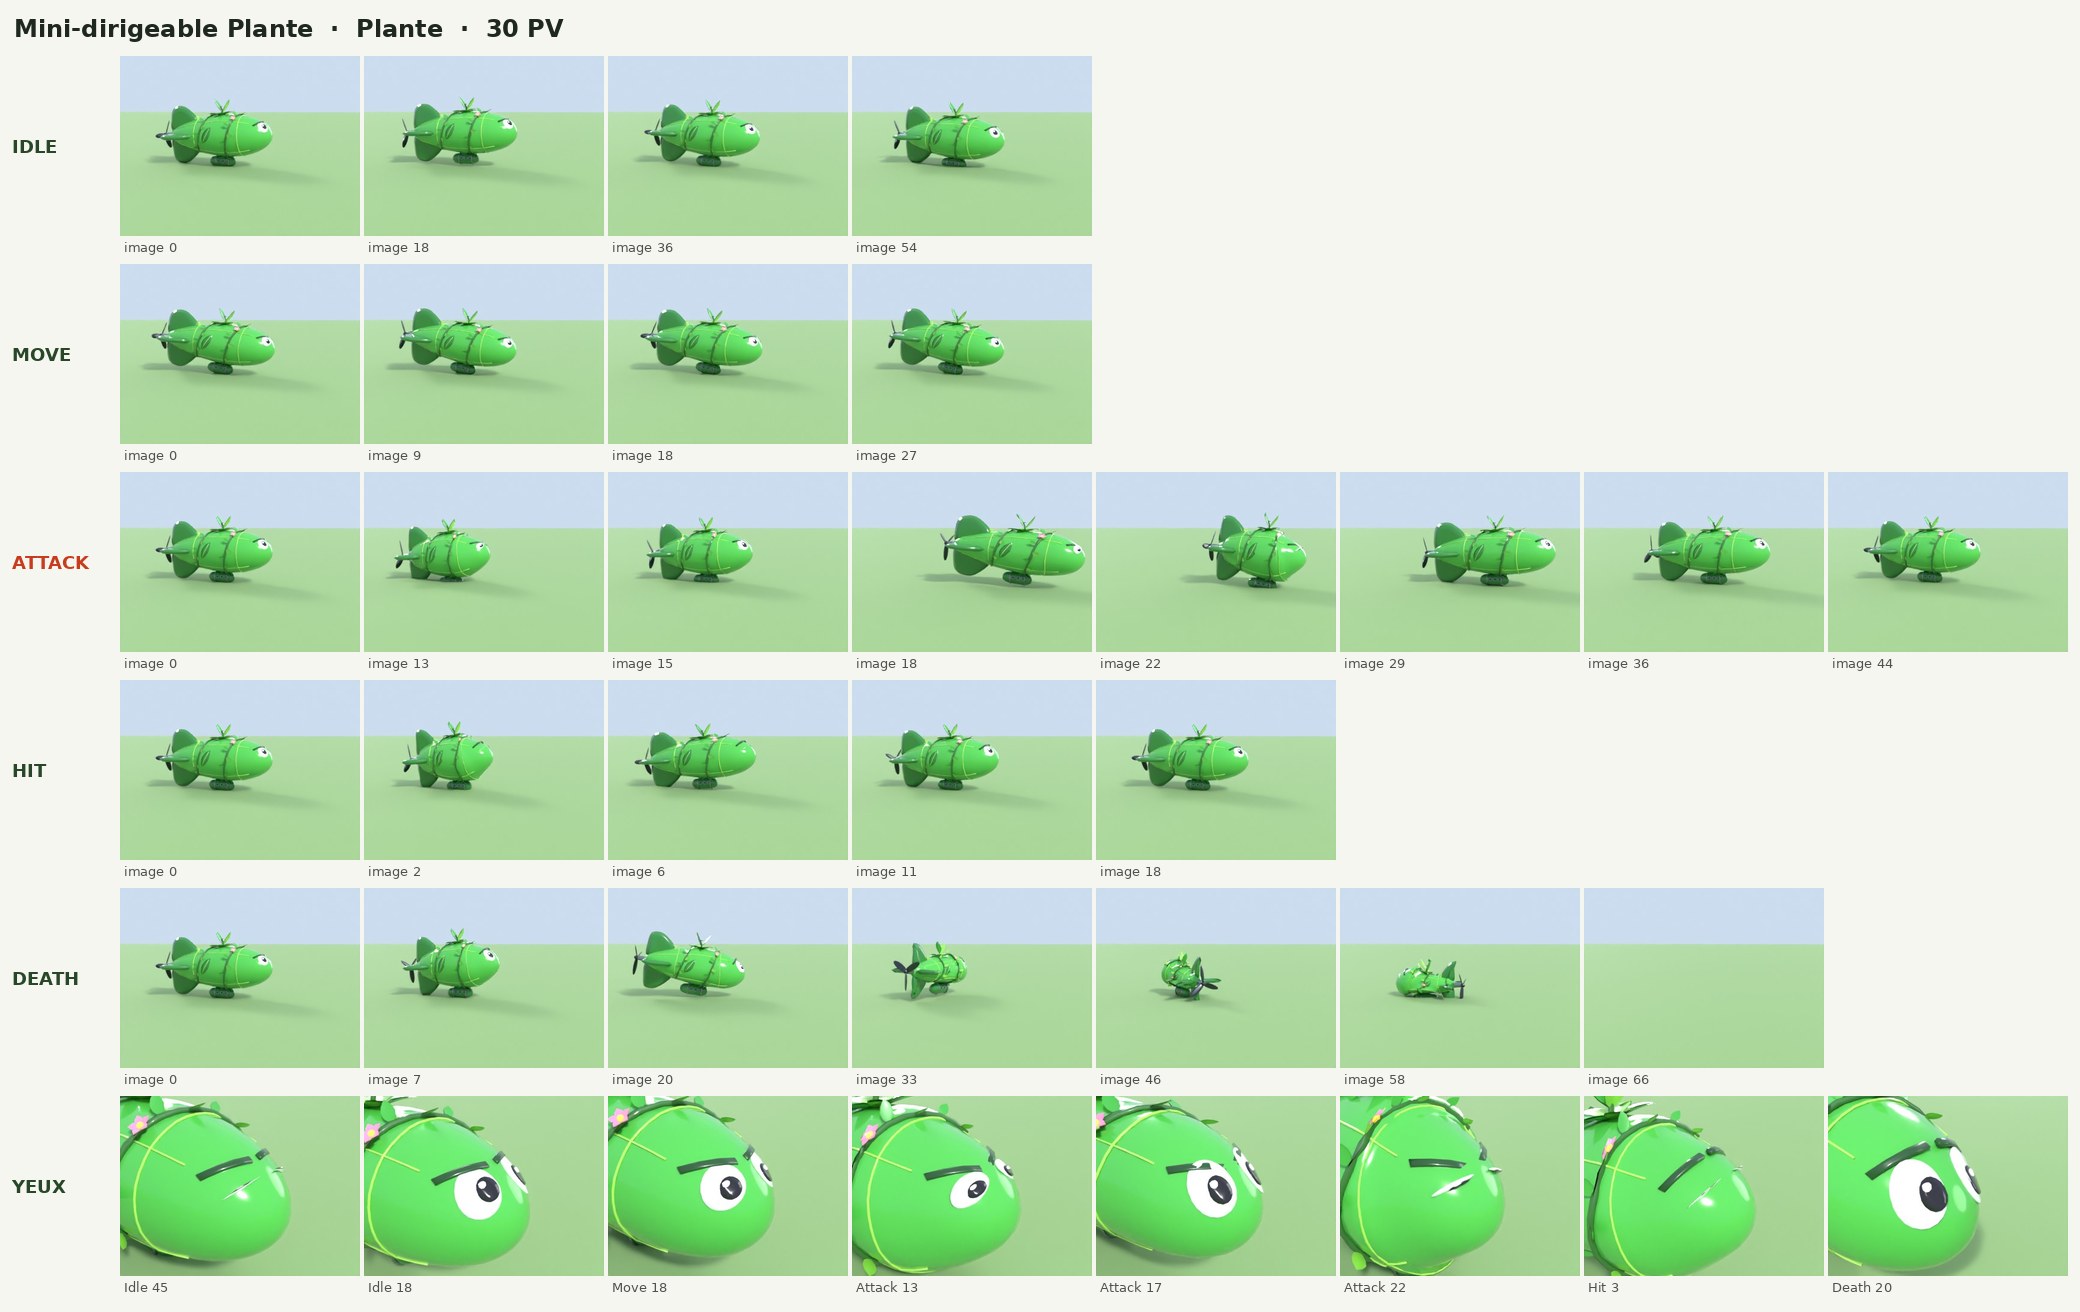 Mini-dirigeable Plante · Plante · 30 PV
IDLE
image 0 image 18 image 36 image 54
MOVE
image 0 image 9 image 18 image 27
ATTACK
image 0 image 13 image 15 image 18 image 22 image 29 image 36 image 44
HIT
image 0 image 2 image 6 image 11 image 18
DEATH
image 0 image 7 image 20 image 33 image 46 image 58 image 66
YEUX
Idle 45 Idle 18 Move 18 Attack 13 Attack 17 Attack 22 Hit 3 Death 20